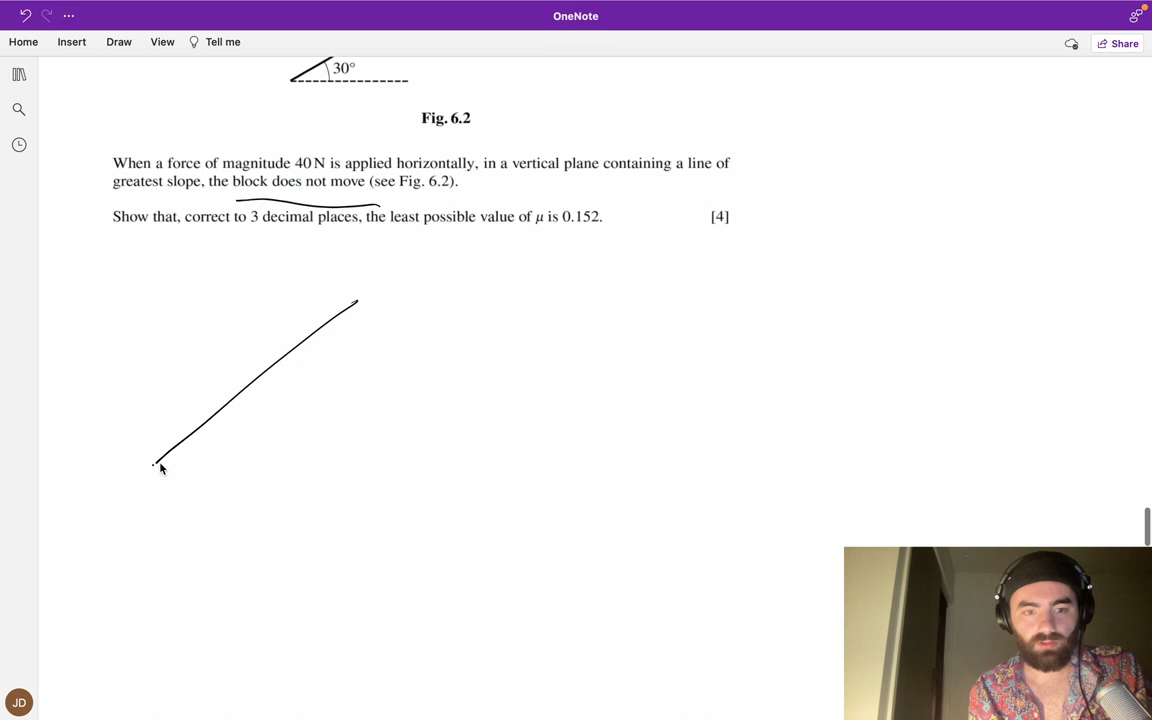 OneNote
Home Insert Draw View Tell me
Share
30°
Fig. 6.2
When a force of magnitude 40 N is applied horizontally, in a vertical plane containing a line of
greatest slope, the block does not move (see Fig. 6.2).
Show that, correct to 3 decimal places, the least possible value of μ is 0.152. [4]
JD